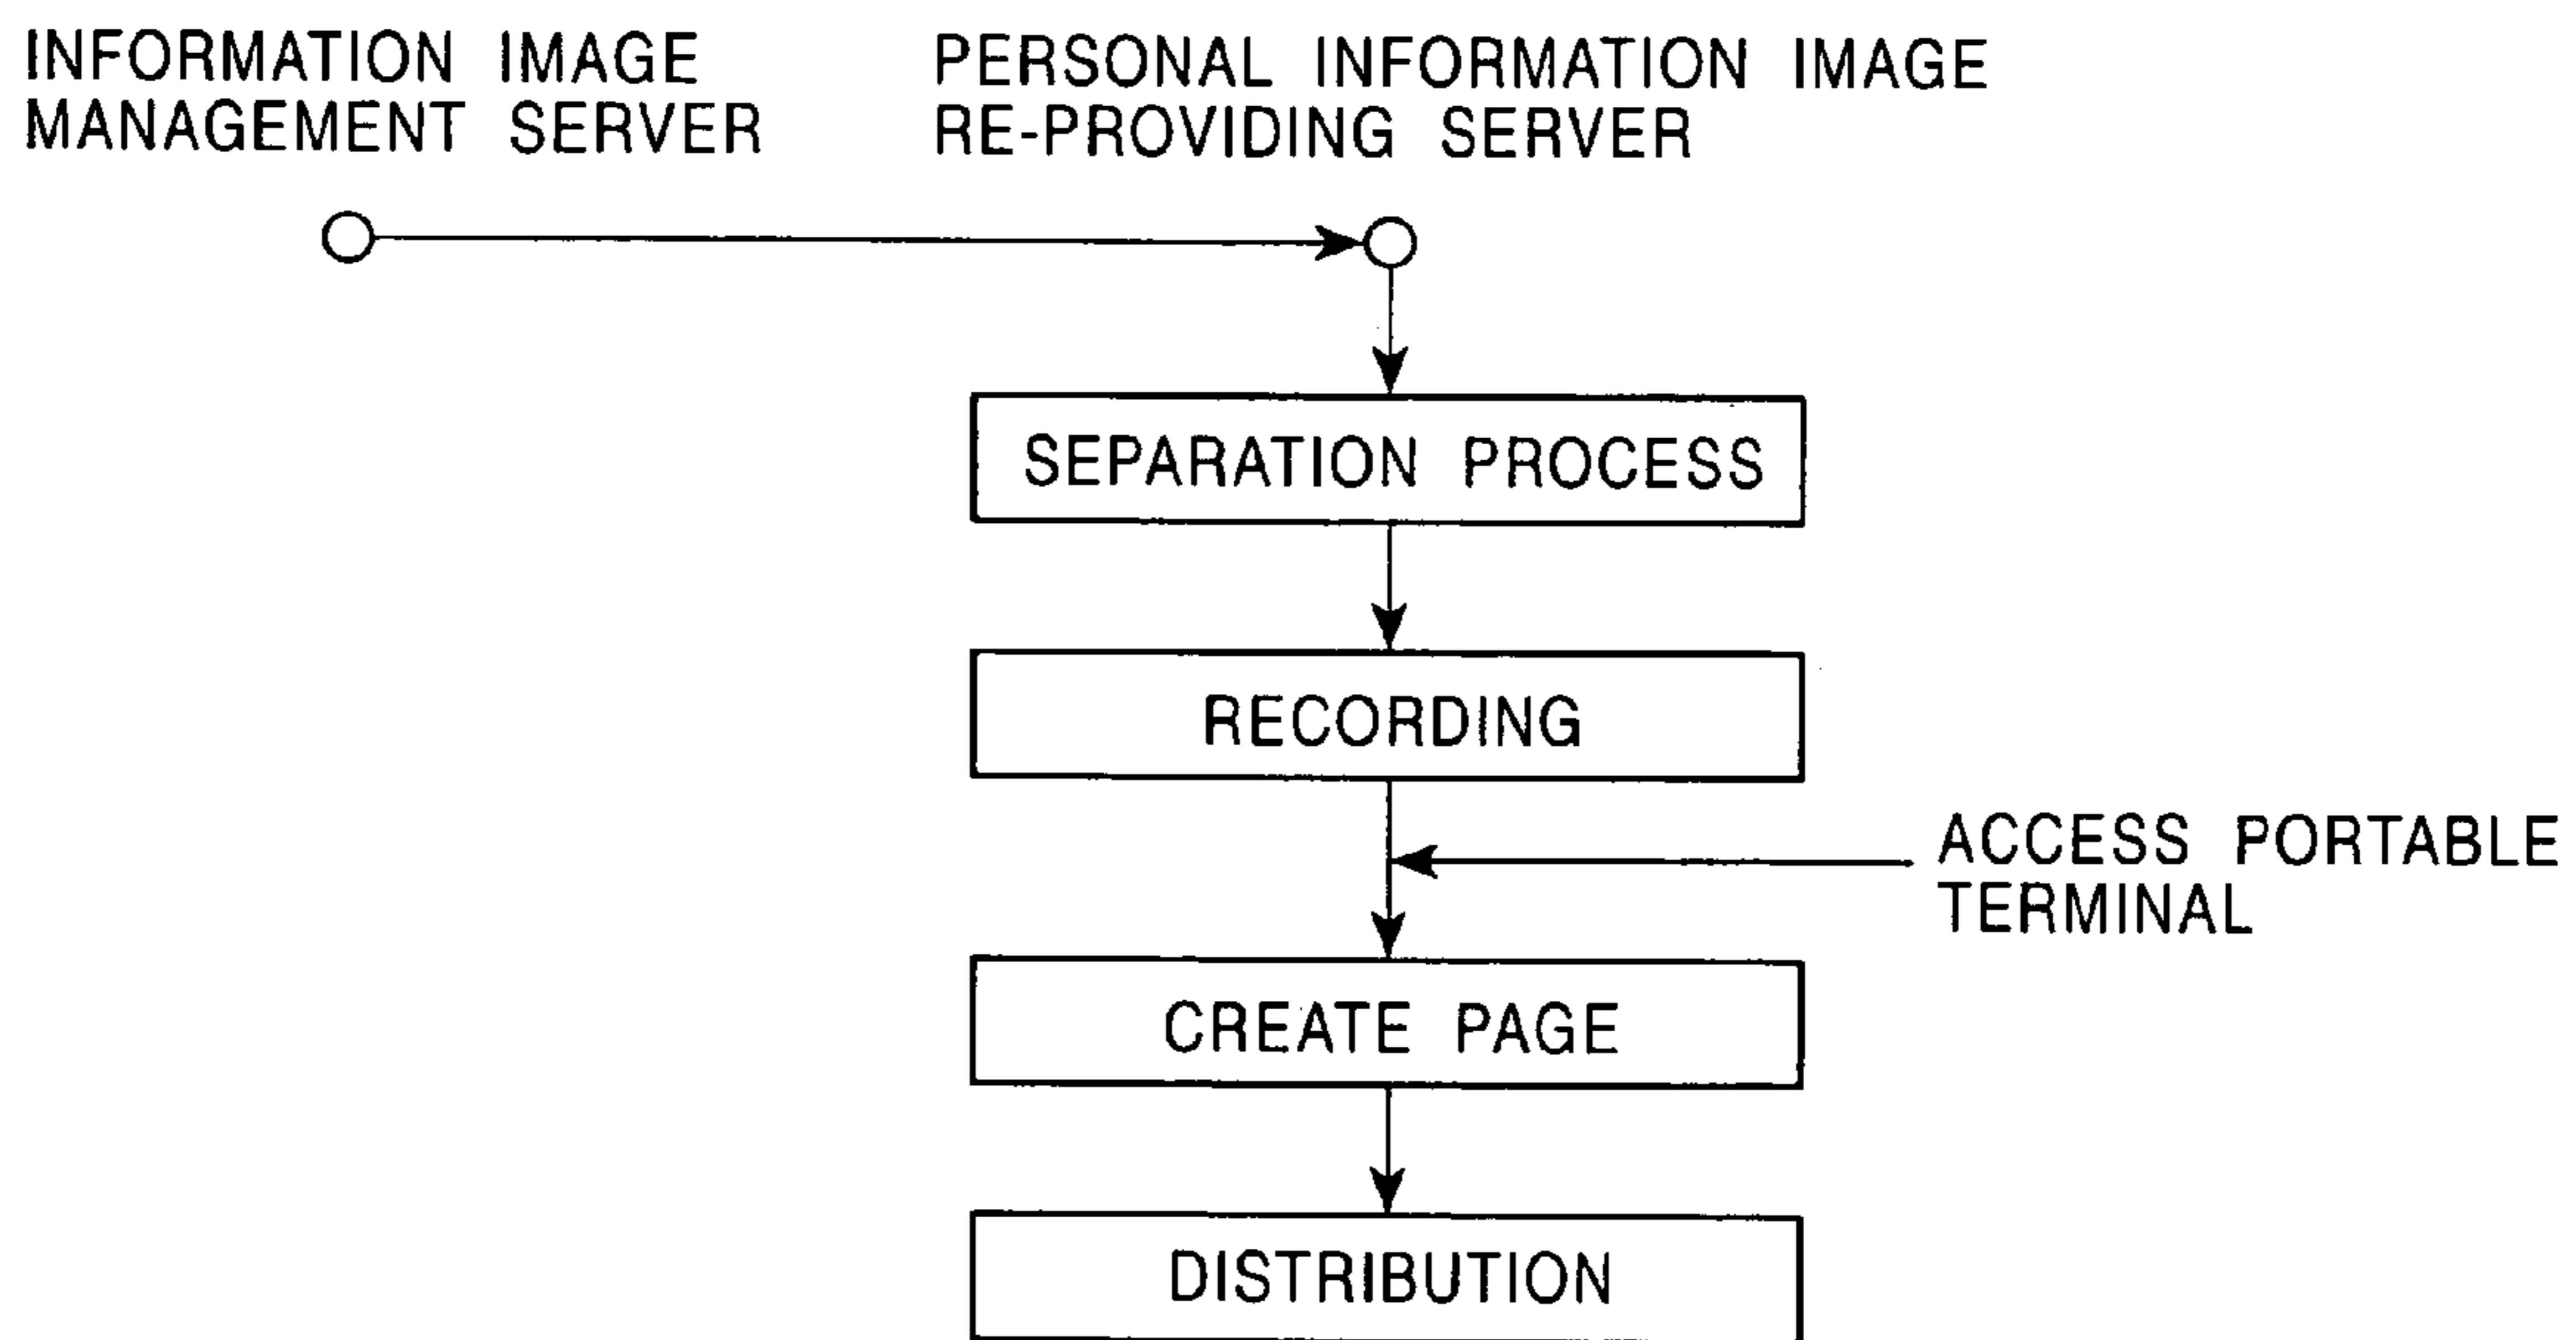 INFORMATION IMAGE
MANAGEMENT SERVER
PERSONAL INFORMATION IMAGE
RE-PROVIDING SERVER
SEPARATION PROCESS
RECORDING
ACCESS PORTABLE
TERMINAL
CREATE PAGE
DISTRIBUTION